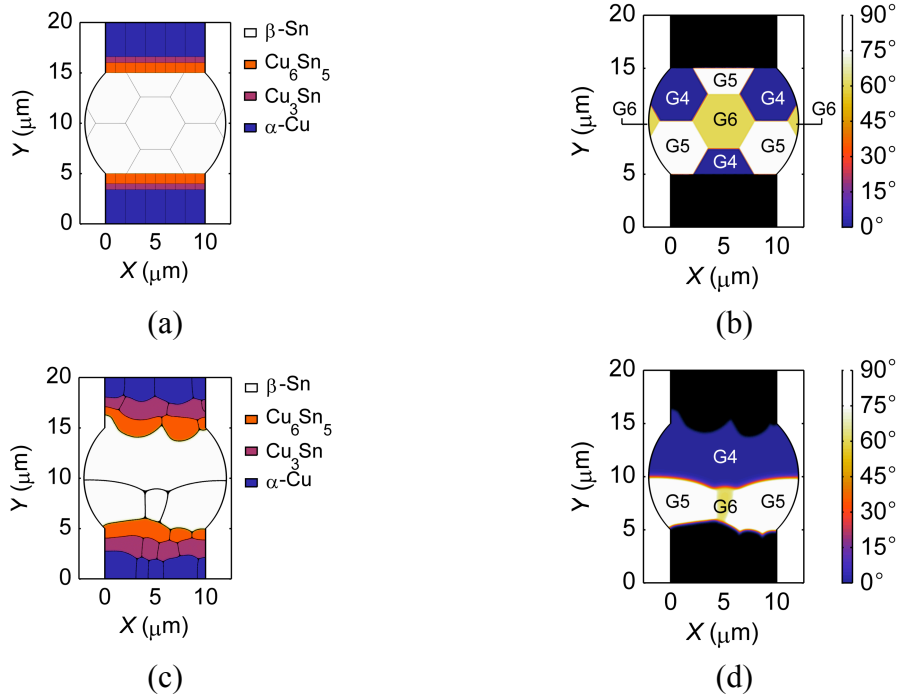 20
15
10
5
0
Y (μm)
0 5 10
X (μm)
β-Sn
Cu6Sn5
Cu3Sn
α-Cu
(a)
20
15
10
5
0
Y (μm)
0 5 10
X (μm)
G5
G4 G4
G6 G6 G6
G5 G5
G4
90°
75°
60°
45°
30°
15°
0°
(b)
20
15
10
5
0
Y (μm)
0 5 10
X (μm)
β-Sn
Cu6Sn5
Cu3Sn
α-Cu
(c)
20
15
10
5
0
Y (μm)
0 5 10
X (μm)
G4
G5 G6 G5
90°
75°
60°
45°
30°
15°
0°
(d)